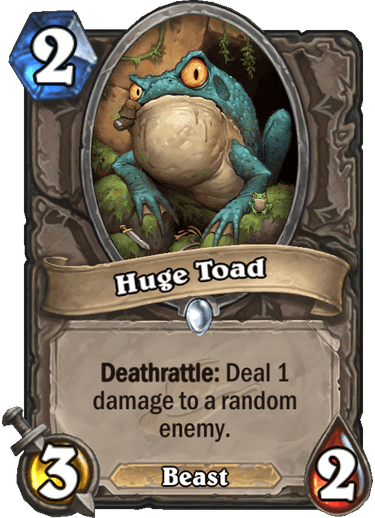 2
Huge Toad
Deathrattle: Deal 1
damage to a random
enemy.
3
Beast
2